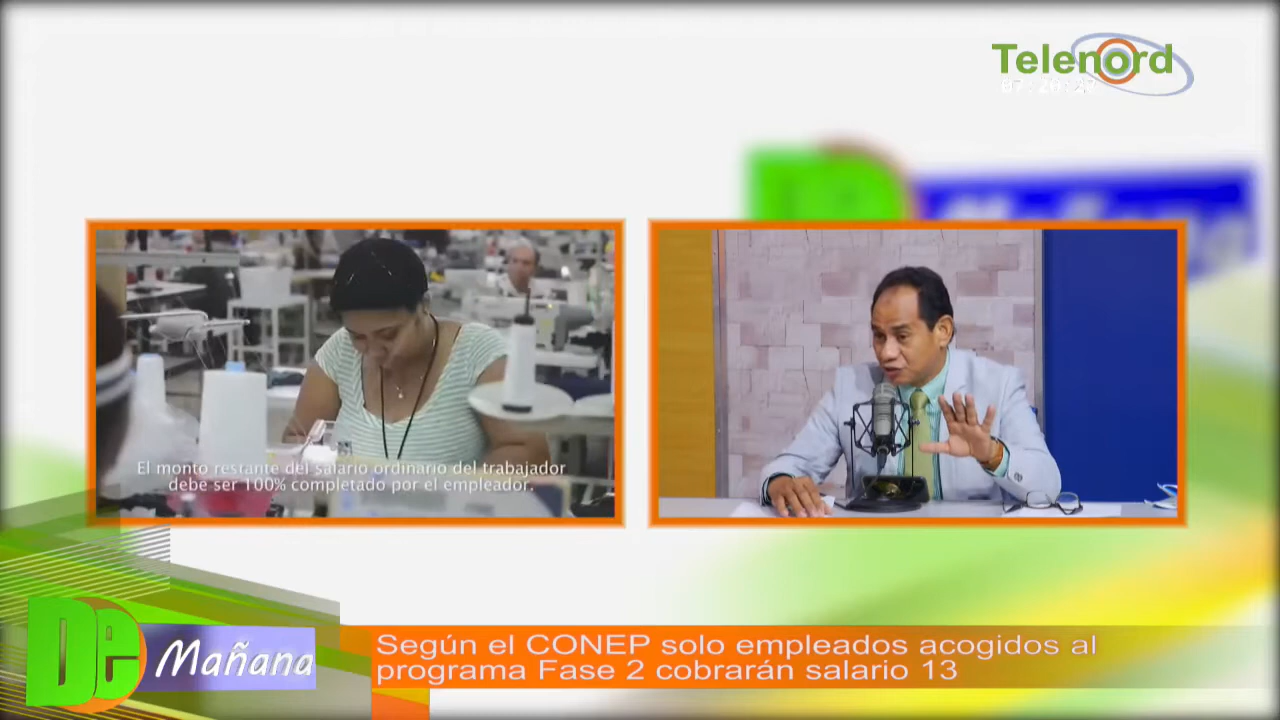 Telenord
El monto restante del salario ordinario del trabajador
debe ser 100% completado por el empleador.
De
Mañana
Según el CONEP solo empleados acogidos al
programa Fase 2 cobrarán salario 13